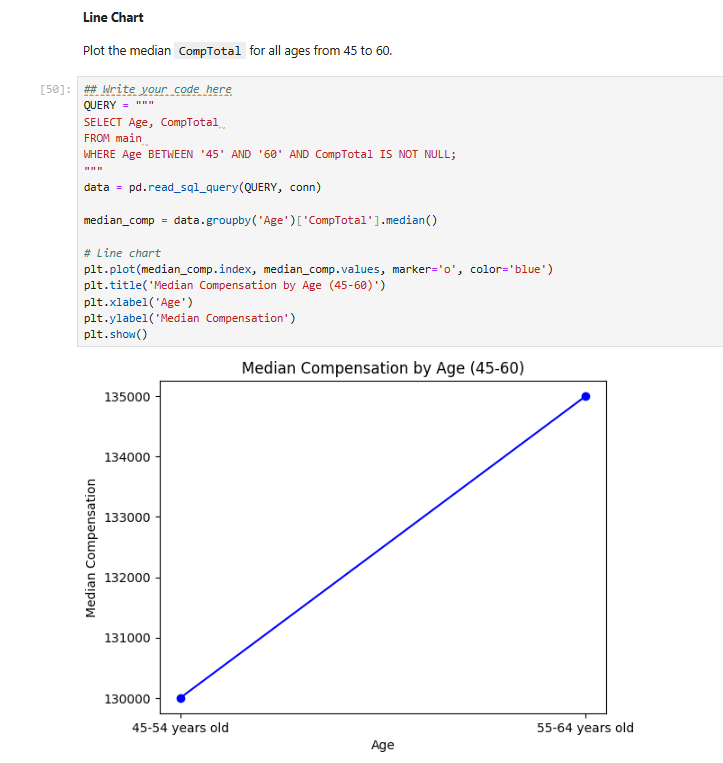 Line Chart
Plot the median CompTotal for all ages from 45 to 60.
[50]: ## Write your code here
QUERY = """
SELECT Age, CompTotal
FROM main
WHERE Age BETWEEN '45' AND '60' AND CompTotal IS NOT NULL;
"""
data = pd.read_sql_query(QUERY, conn)
median_comp = data.groupby('Age')['CompTotal'].median()
# Line chart
plt.plot(median_comp.index, median_comp.values, marker='o', color='blue')
plt.title('Median Compensation by Age (45-60)')
plt.xlabel('Age')
plt.ylabel('Median Compensation')
plt.show()
Median Compensation by Age (45-60)
135000
134000
133000
132000
131000
130000
Median Compensation
45-54 years old 55-64 years old
Age